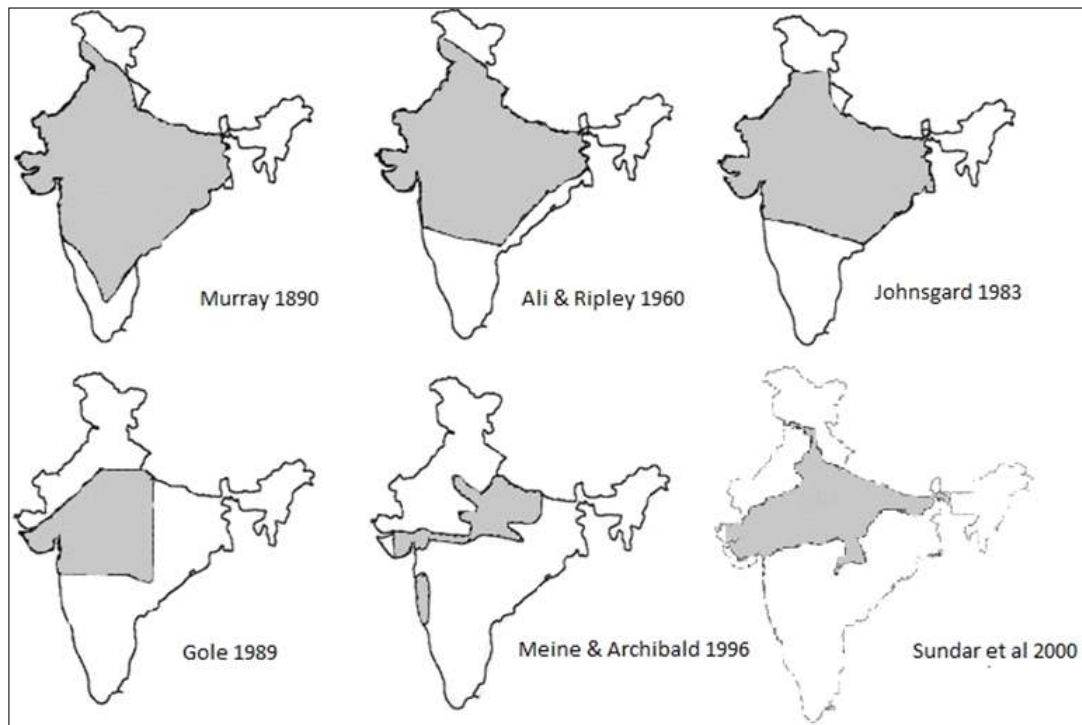 Murray 1890
Ali & Ripley 1960
Johnsgard 1983
Gole 1989
Meine & Archibald 1996
Sundar et al 2000